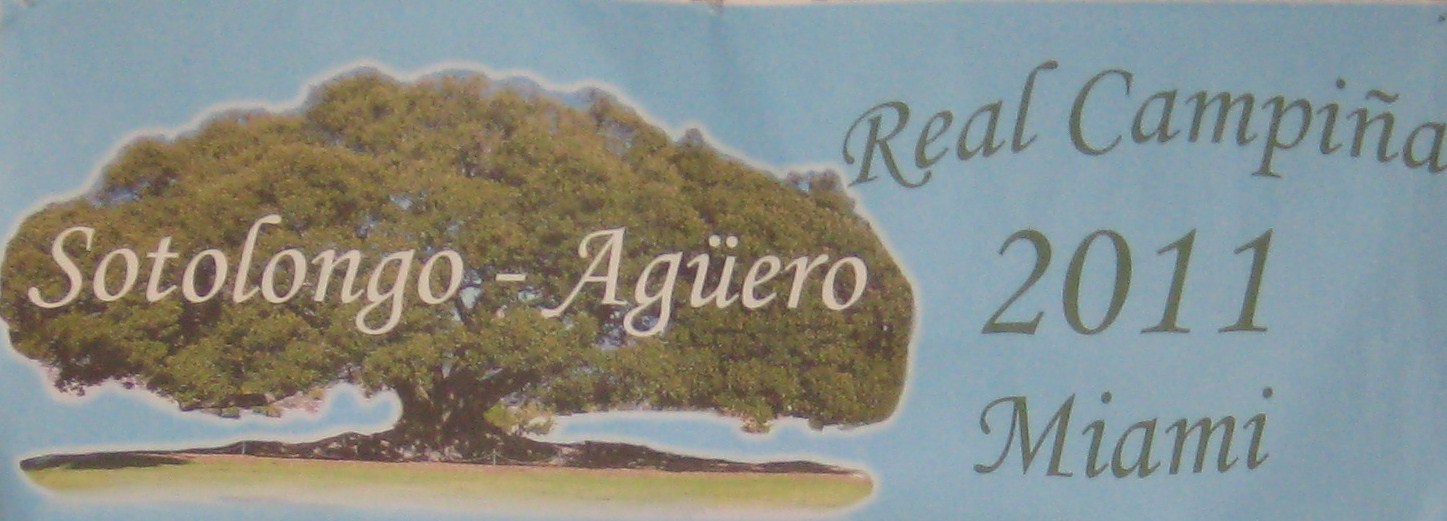 Sotolongo - Agüero
Real Campiña
2011
Miami